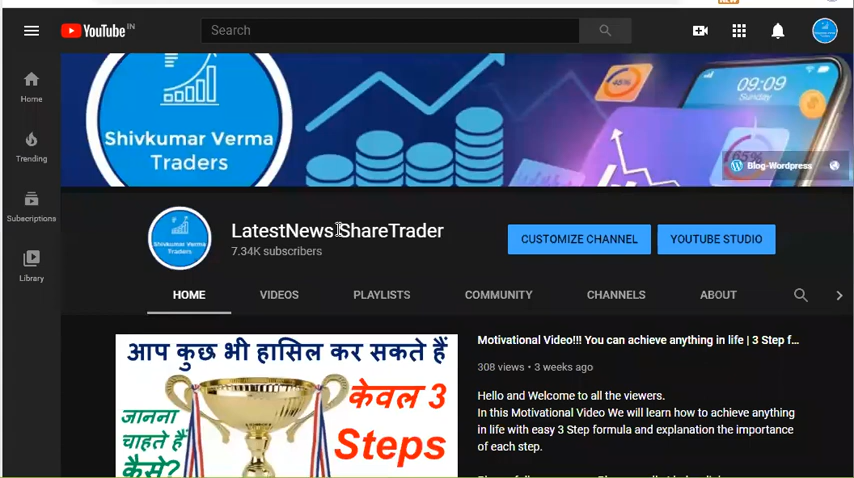 NEW
YouTube IN
Search
Shivkumar Verma
Traders
09:09
Sunday
Blog-Wordpress
Home
Trending
Subscriptions
Library
Shivkumar Verma
Traders
LatestNews ShareTrader
7.34K subscribers
CUSTOMIZE CHANNEL
YOUTUBE STUDIO
HOME VIDEOS PLAYLISTS COMMUNITY CHANNELS ABOUT
आप कुछ भी हासिल कर सकते हैं
केवल 3
Steps
जानना
चाहते हैं
कैसे?
Motivational Video!!! You can achieve anything in life | 3 Step f...
308 views • 3 weeks ago
Hello and Welcome to all the viewers.
In this Motivational Video We will learn how to achieve anything
in life with easy 3 Step formula and explanation the importance
of each step.